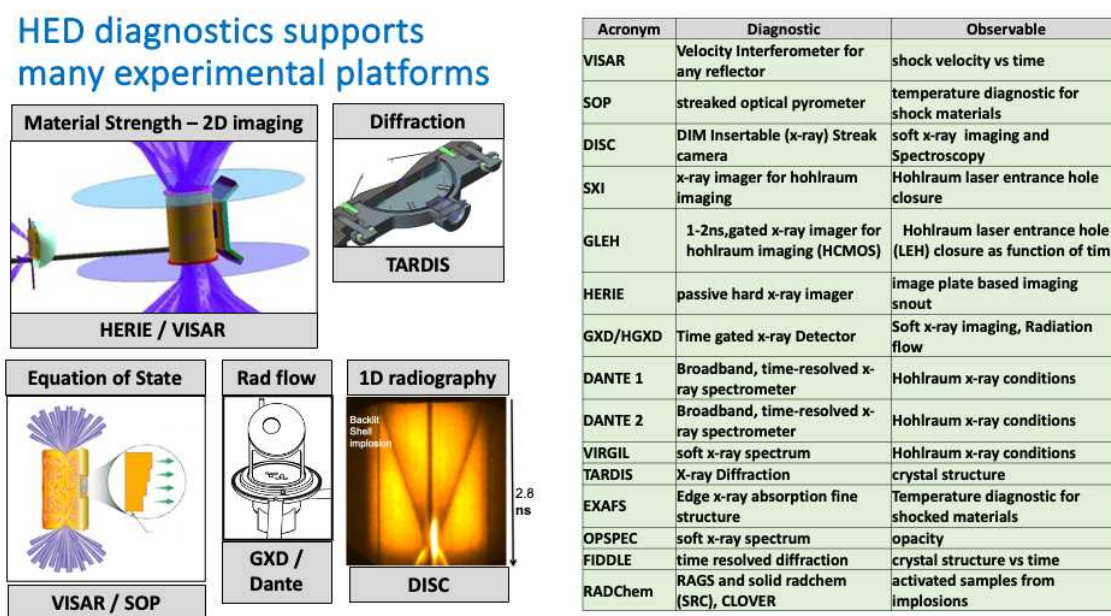 HED diagnostics supports
many experimental platforms
Material Strength – 2D imaging
HERIE / VISAR
Diffraction
TARDIS
Equation of State
VISAR / SOP
Rad flow
GXD /
Dante
1D radiography
Backlit
Shell
implosion
2.8
ns
DISC
Acronym Diagnostic Observable
VISAR Velocity Interferometer for
any reflector shock velocity vs time
SOP streaked optical pyrometer temperature diagnostic for
shock materials
DISC DIM Insertable (x-ray) Streak
camera soft x-ray imaging and
Spectroscopy
SXI x-ray imager for hohlraum
imaging Hohlraum laser entrance hole
closure
GLEH 1-2ns,gated x-ray imager for
hohlraum imaging (HCMOS) Hohlraum laser entrance hole
(LEH) closure as function of tim
HERIE passive hard x-ray imager image plate based imaging
snout
GXD/HGXD Time gated x-ray Detector Soft x-ray imaging, Radiation
flow
DANTE 1 Broadband, time-resolved x-
ray spectrometer Hohlraum x-ray conditions
DANTE 2 Broadband, time-resolved x-
ray spectrometer Hohlraum x-ray conditions
VIRGIL soft x-ray spectrum Hohlraum x-ray conditions
TARDIS X-ray Diffraction crystal structure
EXAFS Edge x-ray absorption fine
structure Temperature diagnostic for
shocked materials
OPSPEC soft x-ray spectrum opacity
FIDDLE time resolved diffraction crystal structure vs time
RADChem RAGS and solid radchem
(SRC), CLOVER activated samples from
implosions